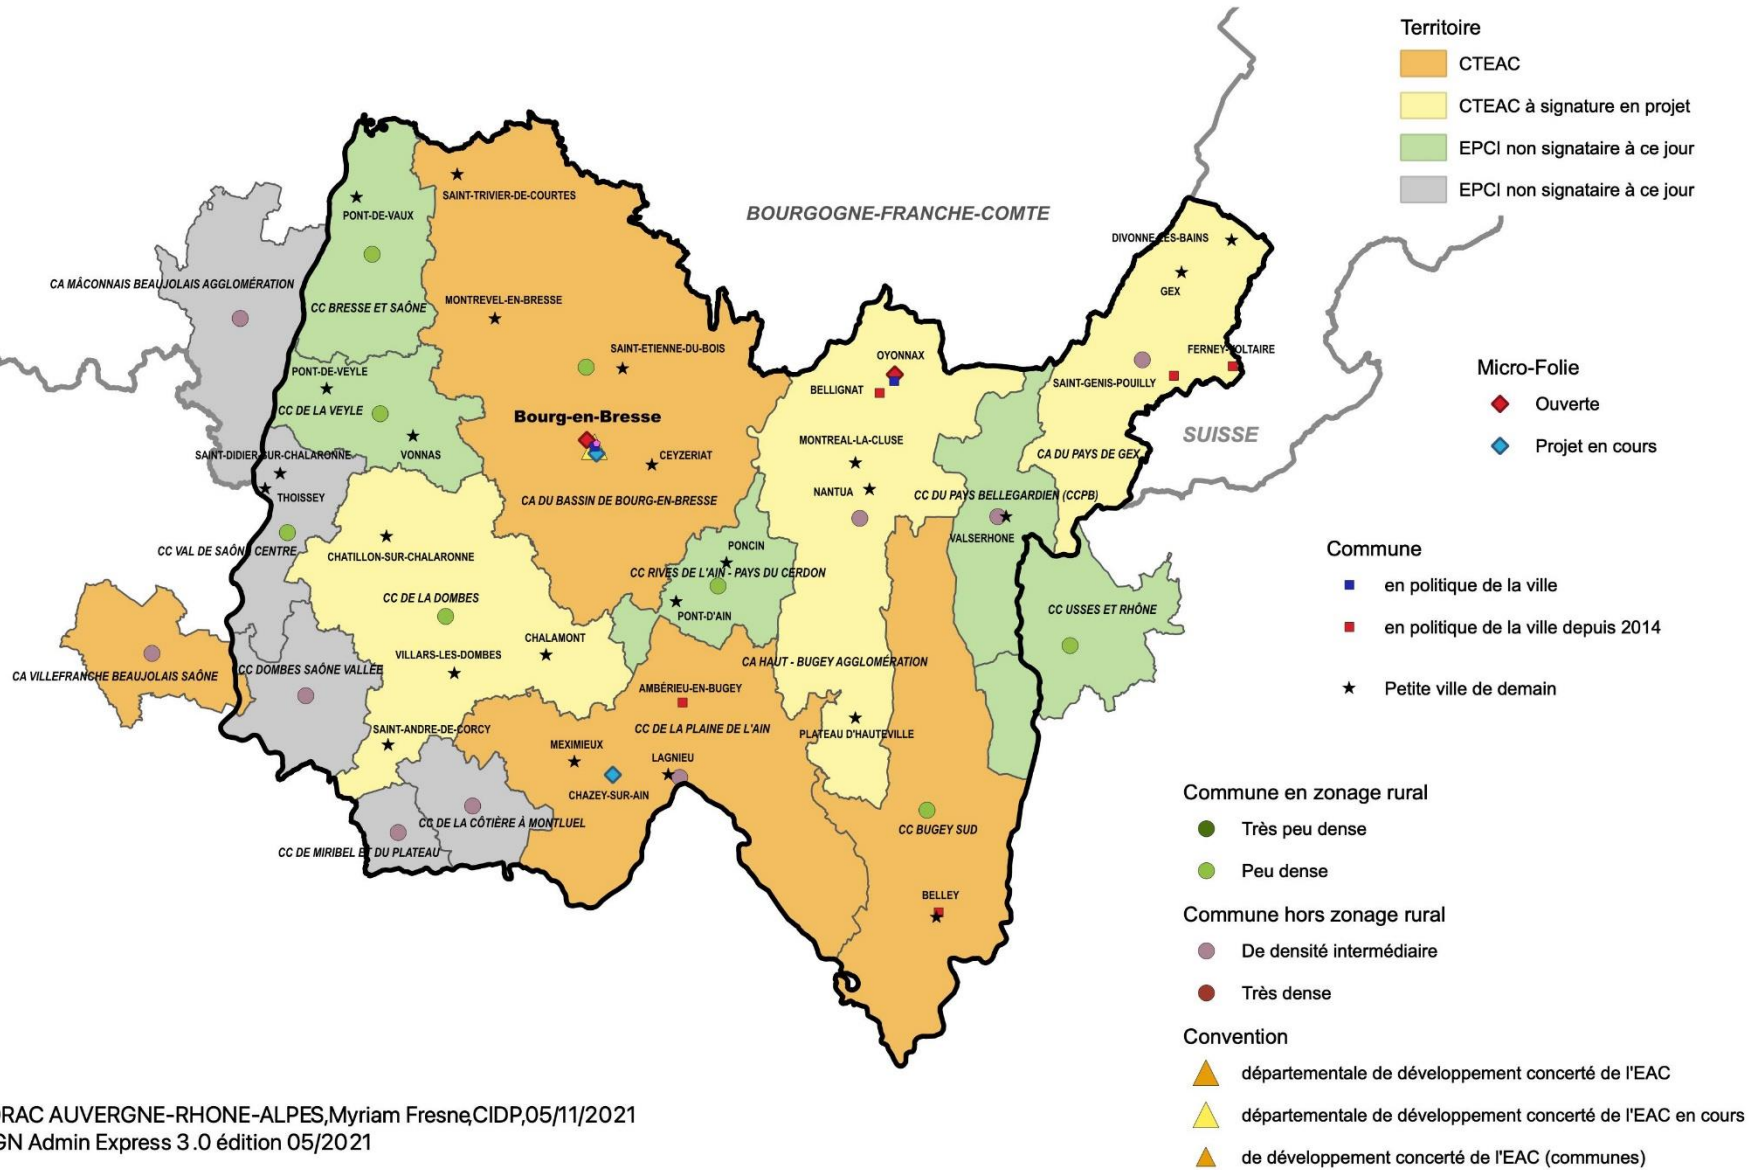 Territoire
CTEAC
CTEAC à signature en projet
EPCI non signataire à ce jour
EPCI non signataire à ce jour
SAINT-TRIVIER-DE-COURTES
PONT-DE-VAUX
BOURGOGNE-FRANCHE-COMTE
DIVONNE-LES-BAINS
GEX
CA MÂCONNAIS BEAUJOLAIS AGGLOMÉRATION
CC BRESSE ET SAÔNE
MONTREVEL-EN-BRESSE
SAINT-ETIENNE-DU-BOIS
OYONNAX
FERNEY-VOLTAIRE
PONT-DE-VEYLE
BELLIGNAT
SAINT-GENIS-POUILLY
Micro-Folie
Ouverte
Projet en cours
CC DE LA VEYLE
Bourg-en-Bresse
SUISSE
MONTREAL-LA-CLUSE
SAINT-DIDIER-SUR-CHALARONNE
VONNAS
CEYZERIAT
CA DU PAYS DE GEX
THOISSEY
CA DU BASSIN DE BOURG-EN-BRESSE
NANTUA
CC DU PAYS BELLEGARDIEN (CCPB)
VALSERHONE
CC VAL DE SAÔNE CENTRE
CHATILLON-SUR-CHALARONNE
PONCIN
CC RIVES DE L'AIN - PAYS DU CERDON
Commune
en politique de la ville
en politique de la ville depuis 2014
Petite ville de demain
CC DE LA DOMBES
PONT-D'AIN
CC USSES ET RHÔNE
CHALAMONT
VILLARS-LES-DOMBES
CA HAUT - BUGEY AGGLOMÉRATION
CA VILLEFRANCHE BEAUJOLAIS SAÔNE
CC DOMBES SAÔNE VALLÉE
AMBÉRIEU-EN-BUGEY
SAINT-ANDRE-DE-CORCY
CC DE LA PLAINE DE L'AIN
PLATEAU D'HAUTEVILLE
MEXIMIEUX
LAGNIEU
CHAZEY-SUR-AIN
CC DE LA CÔTIÈRE À MONTLUEL
CC BUGEY SUD
CC DE MIRIBEL ET DU PLATEAU
BELLEY
Commune en zonage rural
Très peu dense
Peu dense
Commune hors zonage rural
De densité intermédiaire
Très dense
Convention
départementale de développement concerté de l'EAC
départementale de développement concerté de l'EAC en cours
de développement concerté de l'EAC (communes)
DRAC AUVERGNE-RHONE-ALPES,Myriam Fresne,CIDP,05/11/2021
GN Admin Express 3.0 édition 05/2021